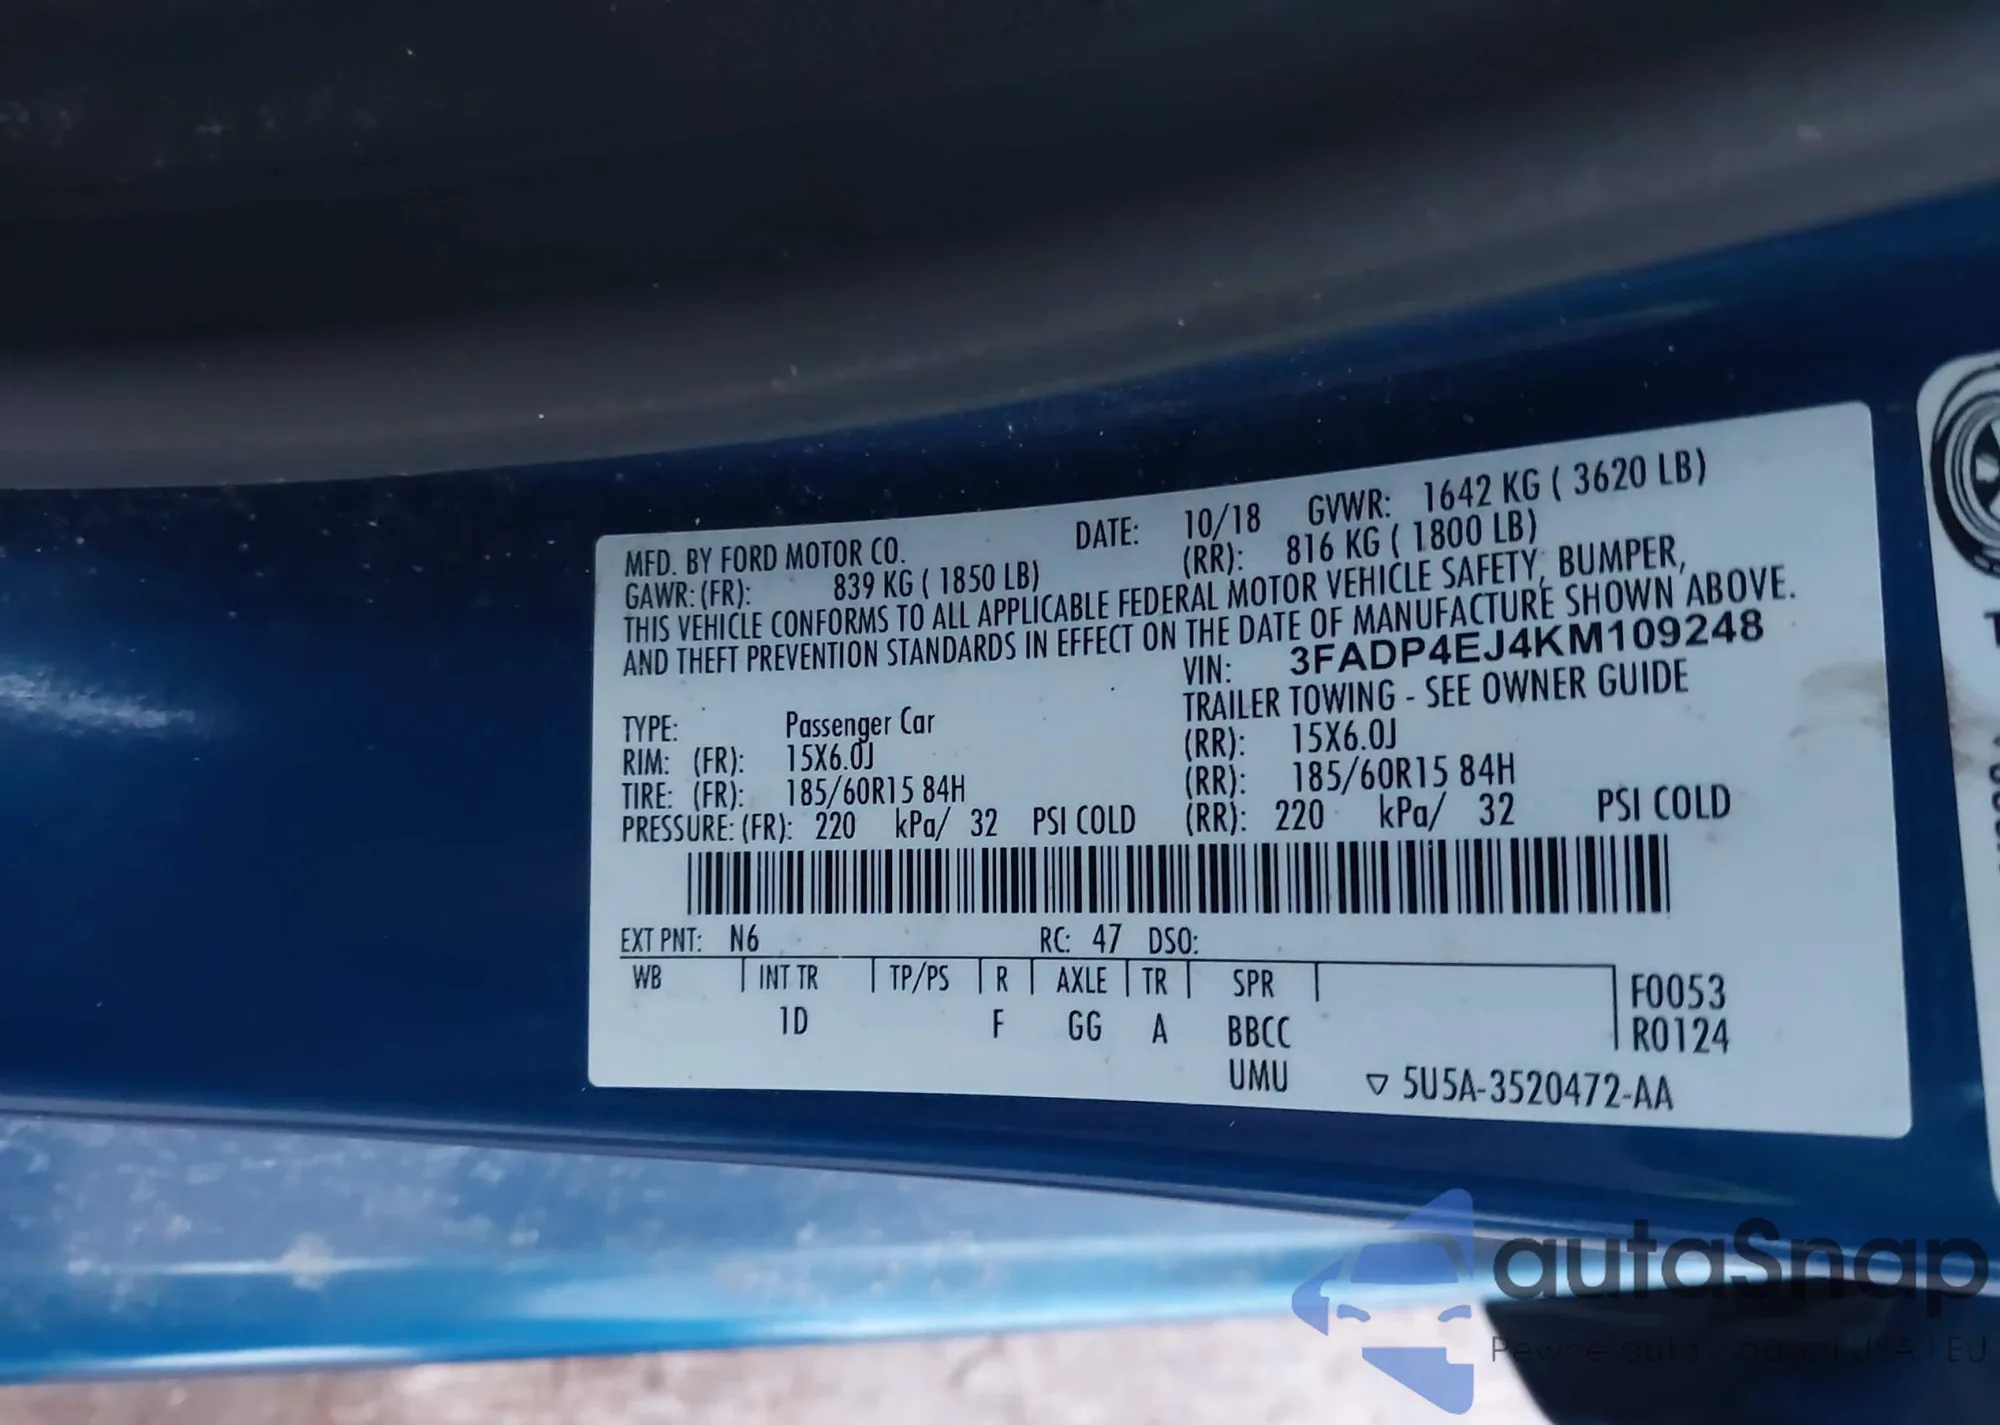 MFD. BY FORD MOTOR CO. DATE: 10/18 GVWR: 1642 KG ( 3620 LB)
GAWR: (FR): 839 KG ( 1850 LB) (RR): 816 KG ( 1800 LB)
THIS VEHICLE CONFORMS TO ALL APPLICABLE FEDERAL MOTOR VEHICLE SAFETY, BUMPER,
AND THEFT PREVENTION STANDARDS IN EFFECT ON THE DATE OF MANUFACTURE SHOWN ABOVE.
VIN: 3FADP4EJ4KM109248
TRAILER TOWING - SEE OWNER GUIDE
TYPE: Passenger Car
RIM: (FR): 15X6.0J (RR): 15X6.0J
TIRE: (FR): 185/60R15 84H (RR): 185/60R15 84H
PRESSURE: (FR): 220 kPa/ 32 PSI COLD (RR): 220 kPa/ 32 PSI COLD
EXT PNT: N6 RC: 47 DSO:
WB INT TR TP/PS R AXLE TR SPR
1D F GG A BBCC
UMU
F0053
R0124
5U5A-3520472-AA
autaSnap
USA EU